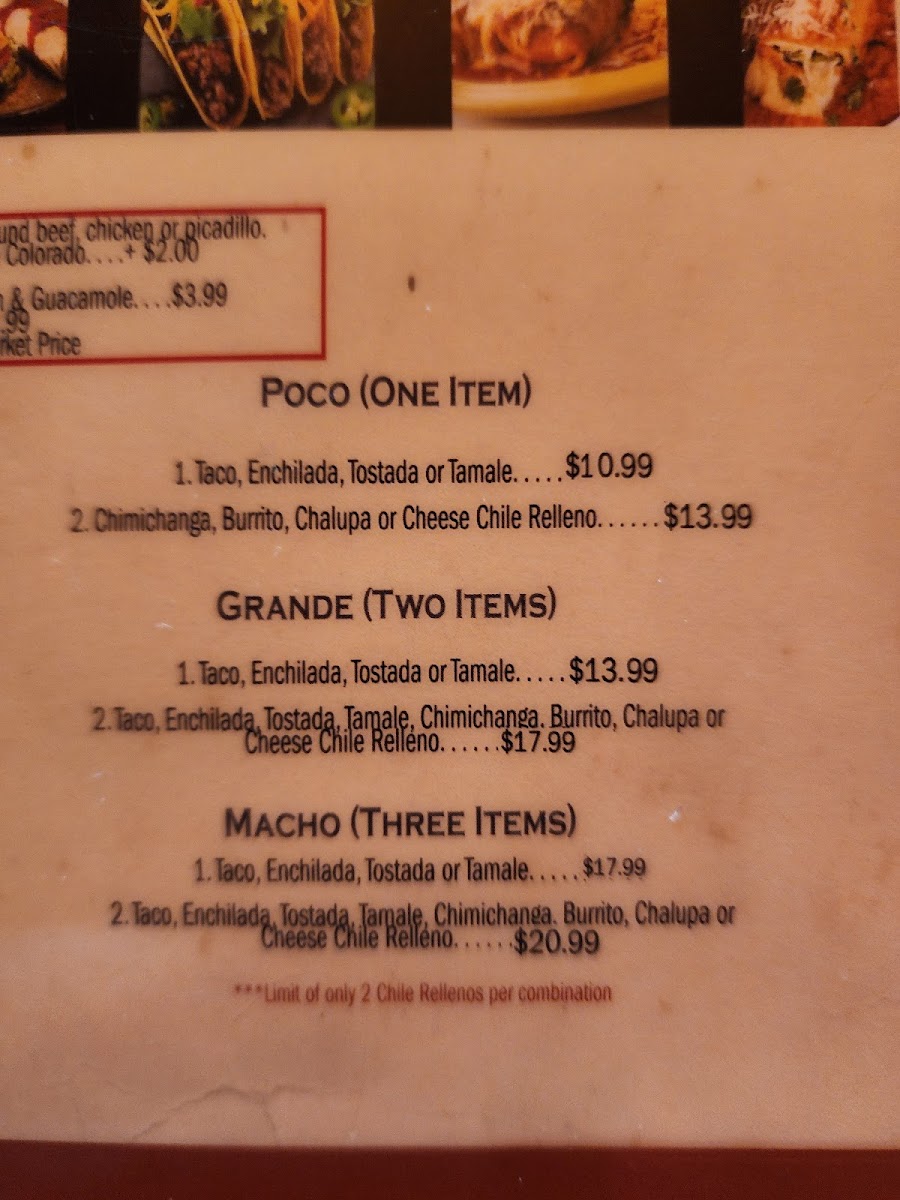 beef, chicken or picadillo.
Colorado....+ $2.00
& Guacamole....$3.99
.99
Price
POCO (ONE ITEM)
1. Taco, Enchilada, Tostada or Tamale.....$10.99
2. Chimichanga, Burrito, Chalupa or Cheese Chile Relleno......$13.99
GRANDE (TWO ITEMS)
1. Taco, Enchilada, Tostada or Tamale.....$13.99
2. Taco, Enchilada, Tostada, Tamale, Chimichanga. Burrito, Chalupa or
Cheese Chile Relleno......$17.99
MACHO (THREE ITEMS)
1. Taco, Enchilada, Tostada or Tamale.....$17.99
2. Taco, Enchilada, Tostada, Tamale, Chimichanga. Burrito, Chalupa or
Cheese Chile Relleno......$20.99
***Limit of only 2 Chile Rellenos per combination